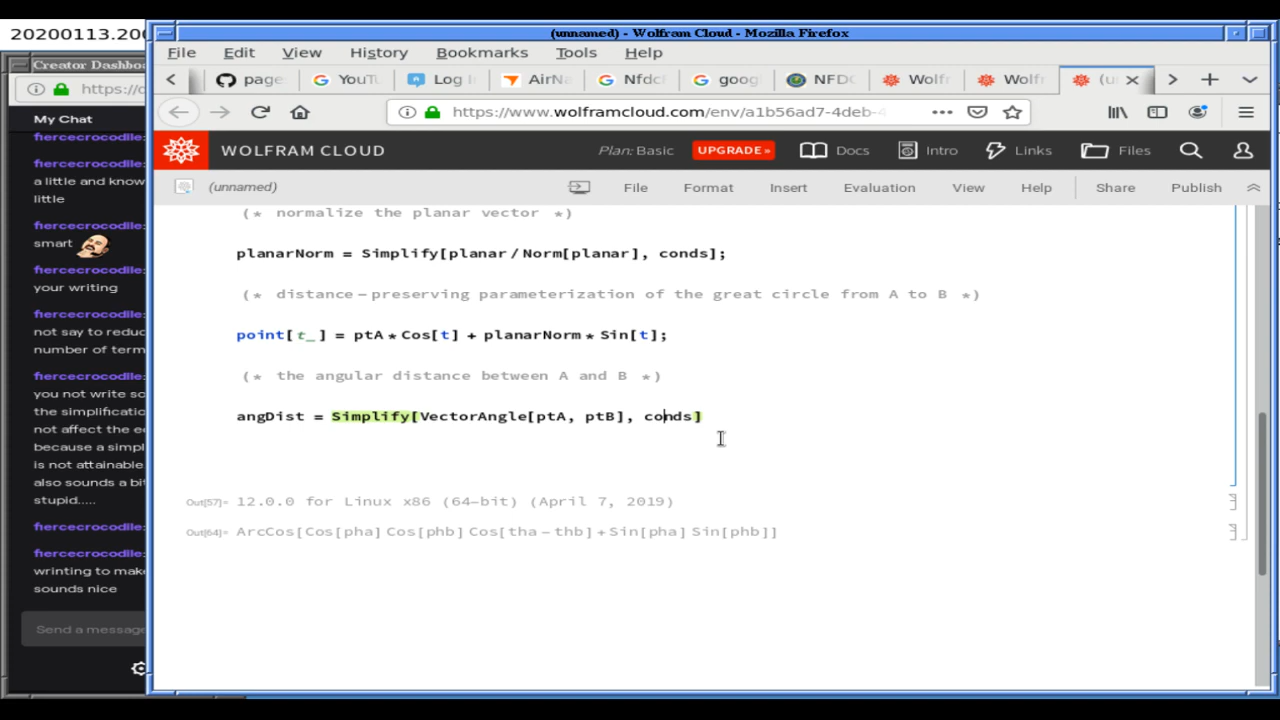 20200113.200
(unnamed) - Wolfram Cloud - Mozilla Firefox
Creator Dashbo
File Edit View History Bookmarks Tools Help
page YouTu Log i AirNa Nfdcf goog NFDC Wolfr Wolfr (u
https://c
https://www.wolframcloud.com/env/a1b56ad7-4deb-4
My Chat
WOLFRAM CLOUD Plan: Basic UPGRADE » Docs Intro Links Files
(unnamed) File Format Insert Evaluation View Help Share Publish
fiercecrocodile:
fiercecrocodile:
a little and know
little
fiercecrocodile:
smart
fiercecrocodile:
your writing
fiercecrocodile:
not say to reduc
number of term
fiercecrocodile:
you not write so
the simplificatio
not affect the e
because a simpl
is not attainable
also sounds a bi
stupid.....
fiercecrocodile:
fiercecrocodile:
wrinting to make
sounds nice
Send a message
(* normalize the planar vector *)
planarNorm = Simplify[planar/Norm[planar], conds];
(* distance-preserving parameterization of the great circle from A to B *)
point[t_] = ptA*Cos[t] + planarNorm*Sin[t];
(* the angular distance between A and B *)
angDist = Simplify[VectorAngle[ptA, ptB], conds]
Out[57]= 12.0.0 for Linux x86 (64-bit) (April 7, 2019)
Out[64]= ArcCos[Cos[pha] Cos[phb] Cos[tha-thb]+Sin[pha] Sin[phb]]